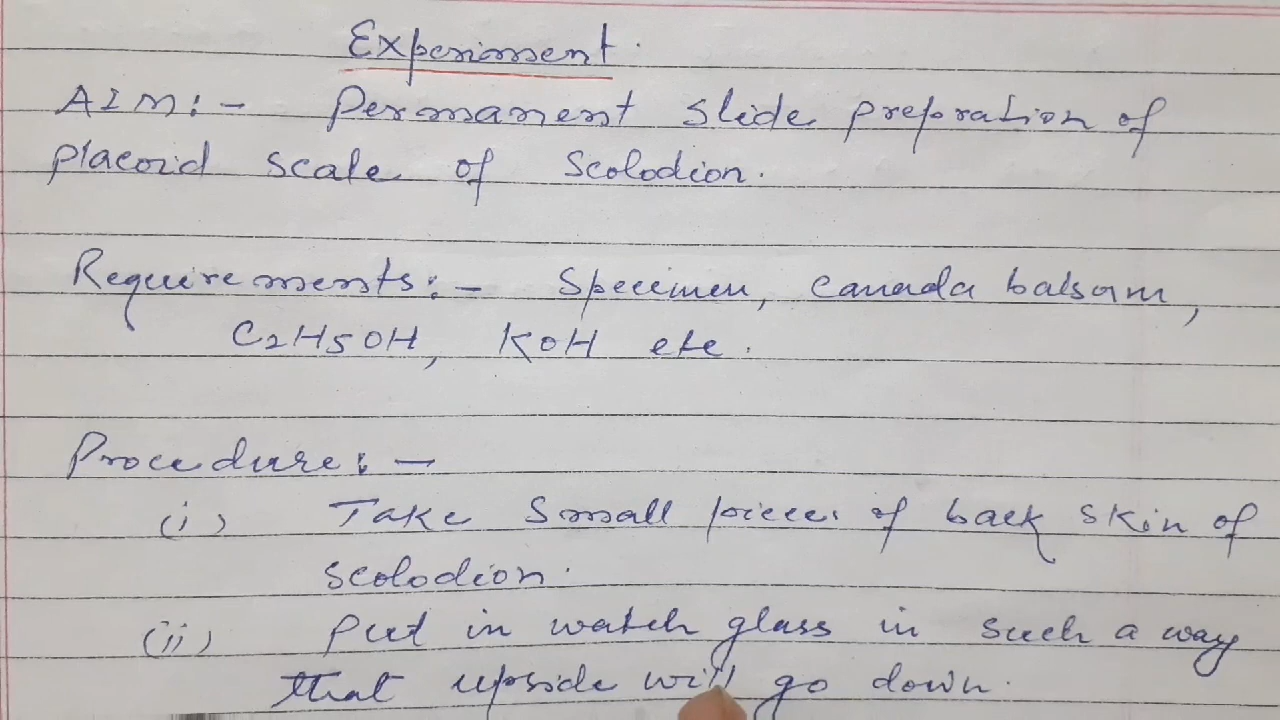 Experiment.
AIM:- Permanent slide preparation of
placoid scale of Scolodion.
Requirements:- Specimen, Canada balsam,
C2H5OH, KOH etc.
Procedure:-
(i) Take small pieces of back skin of
scolodion.
(ii) Put in watch glass in such a way
that upside will go down.